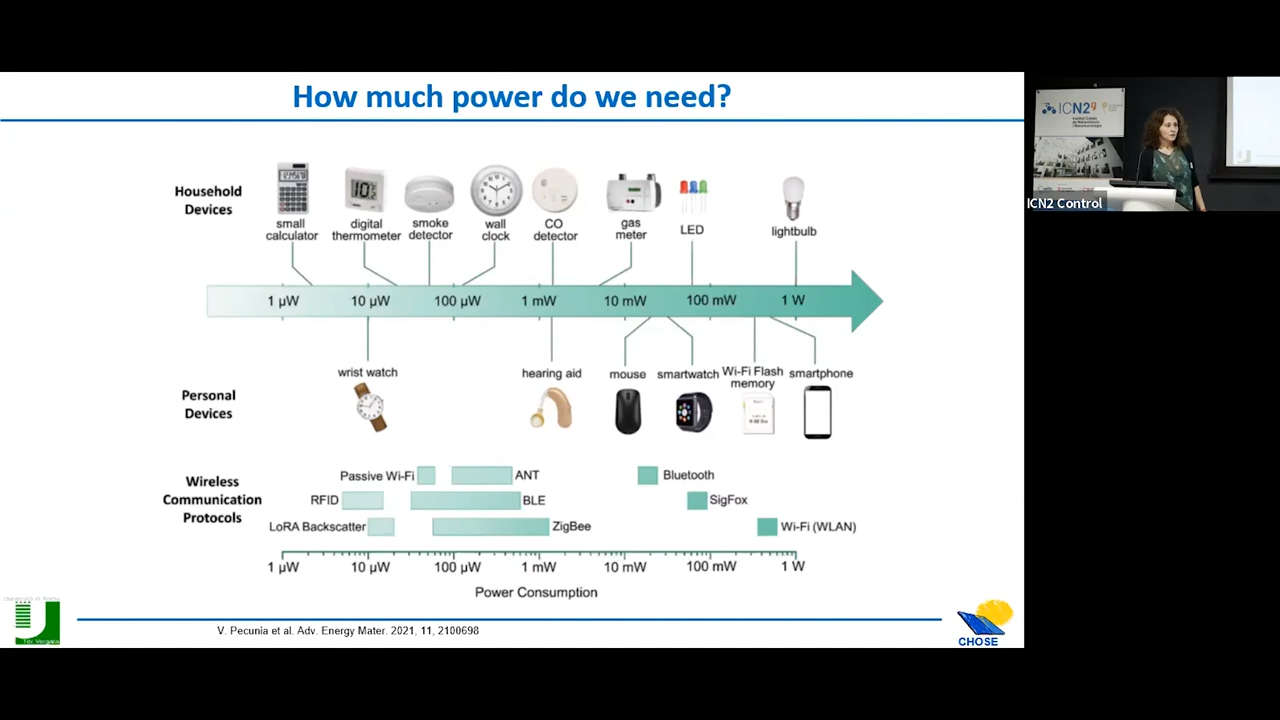 How much power do we need?
Household
Devices
small
calculator
digital
thermometer
smoke
detector
wall
clock
CO
detector
gas
meter
LED
lightbulb
1 µW
10 µW
100 µW
1 mW
10 mW
100 mW
1 W
Personal
Devices
wrist watch
hearing aid
mouse
smartwatch
Wi-Fi Flash
memory
smartphone
Wireless
Communication
Protocols
Passive Wi-Fi
ANT
Bluetooth
RFID
BLE
SigFox
LoRA Backscatter
ZigBee
Wi-Fi (WLAN)
1 µW
10 µW
100 µW
1 mW
10 mW
100 mW
1 W
Power Consumption
V. Pecunia et al. Adv. Energy Mater. 2021, 11, 2100698
Tor Vergata
CHOSE
ICN2
ICN2 Control